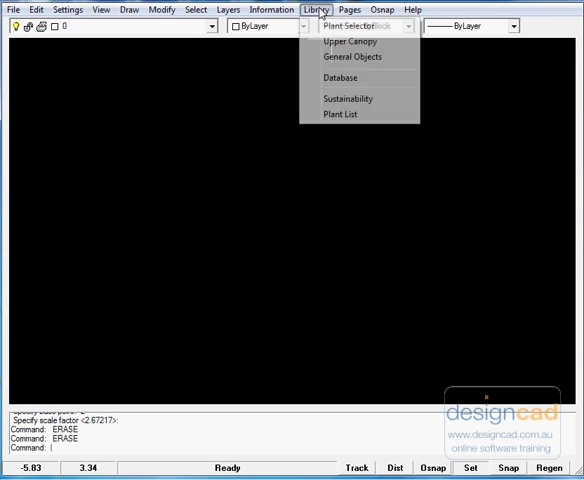 File Edit Settings View Draw Modify Select Layers Information Library Pages Osnap Help
0 ByLayer Block ByLayer
Plant Selector
Upper Canopy
General Objects
Database
Sustainability
Plant List
Specify scale factor <2.67217>:
Command: ERASE
Command: ERASE
Command:
designcad
www.designcad.com.au
online software training
-5.83 3.34 Ready Track Dist Osnap Set Snap Regen